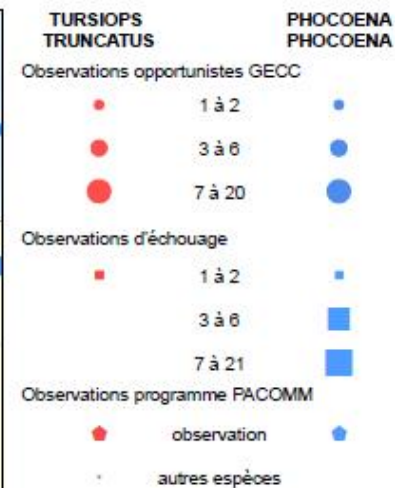 TURSIOPS PHOCOENA
TRUNCATUS PHOCOENA
Observations opportunistes GECC
1 à 2
3 à 6
7 à 20
Observations d'échouage
1 à 2
3 à 6
7 à 21
Observations programme PACOMM
observation
autres espèces